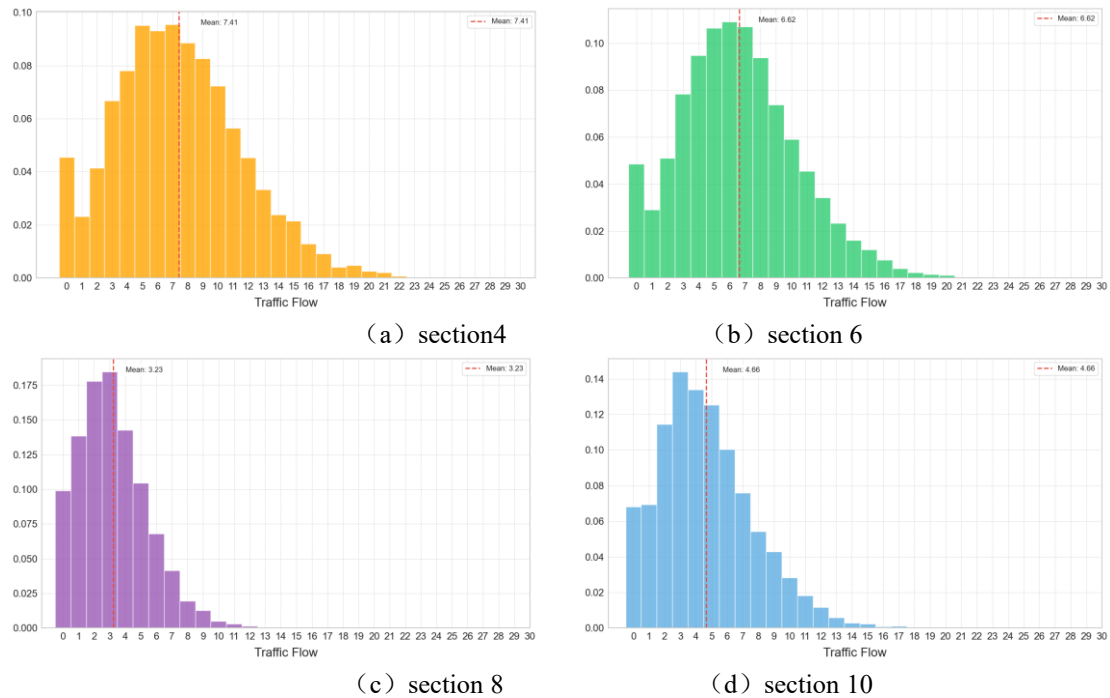 Mean: 7.41
Mean: 7.41
0.10
0.08
0.06
0.04
0.02
0.00
0 1 2 3 4 5 6 7 8 9 10 11 12 13 14 15 16 17 18 19 20 21 22 23 24 25 26 27 28 29 30
Traffic Flow
（a）section4
Mean: 6.62
Mean: 6.62
0.10
0.08
0.06
0.04
0.02
0.00
0 1 2 3 4 5 6 7 8 9 10 11 12 13 14 15 16 17 18 19 20 21 22 23 24 25 26 27 28 29 30
Traffic Flow
（b）section 6
Mean: 3.23
Mean: 3.23
0.175
0.150
0.125
0.100
0.075
0.050
0.025
0.000
0 1 2 3 4 5 6 7 8 9 10 11 12 13 14 15 16 17 18 19 20 21 22 23 24 25 26 27 28 29 30
Traffic Flow
（c）section 8
Mean: 4.66
Mean: 4.66
0.14
0.12
0.10
0.08
0.06
0.04
0.02
0.00
0 1 2 3 4 5 6 7 8 9 10 11 12 13 14 15 16 17 18 19 20 21 22 23 24 25 26 27 28 29 30
Traffic Flow
（d）section 10